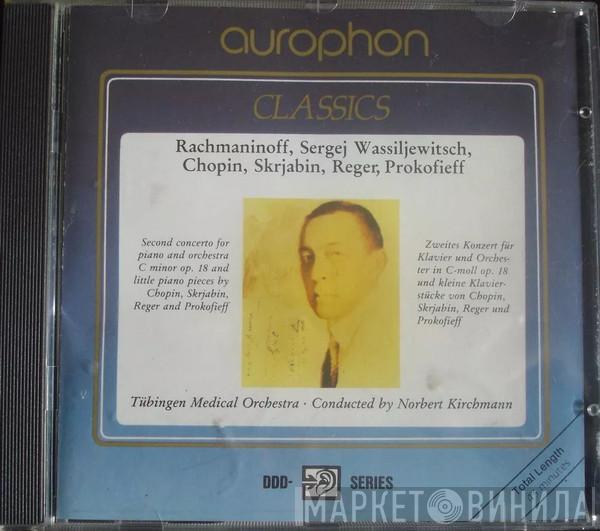 aurophon
CLASSICS
Rachmaninoff, Sergej Wassiljewitsch,
Chopin, Skrjabin, Reger, Prokofieff
Second concerto for
piano and orchestra
C minor op. 18 and
little piano pieces by
Chopin, Skrjabin,
Reger and Prokofieff
Zweites Konzert für
Klavier und Orches-
ter in C-moll op. 18
und kleine Klavier-
stücke von Chopin,
Skrjabin, Reger und
Prokofieff
Tübingen Medical Orchestra · Conducted by Norbert Kirchmann
DDD- SERIES
Total Length
minutes
МАРКЕТ ВИНИЛА